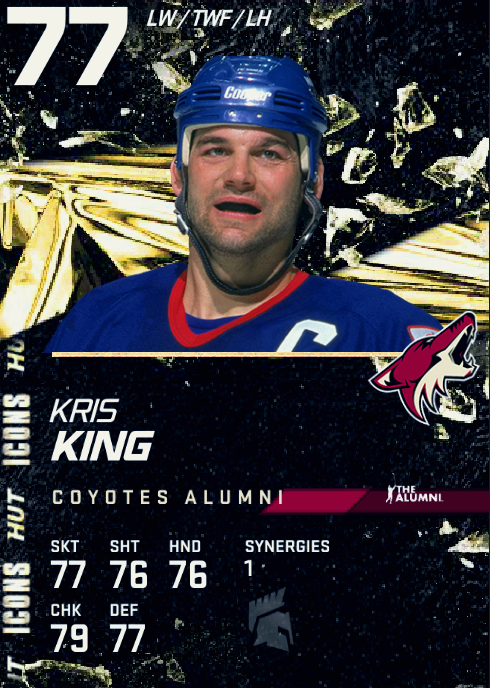 77
LW / TWF / LH
Cooper
C
KRIS
KING
COYOTES ALUMNI
THE
ALUMNI
SKT SHT HND SYNERGIES
77 76 76 1
CHK DEF
79 77
HUT ICONS HUT ICONS HUT